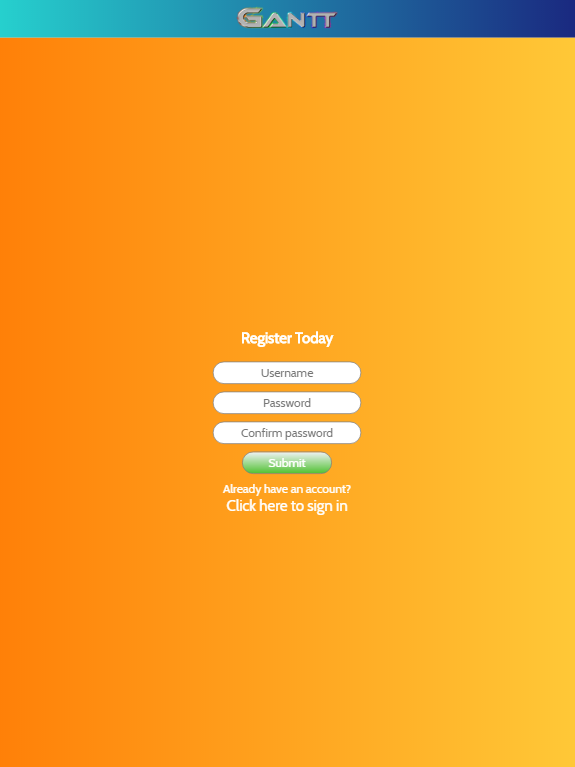 GANTT
Register Today
Username
Password
Confirm password
Submit
Already have an account?
Click here to sign in